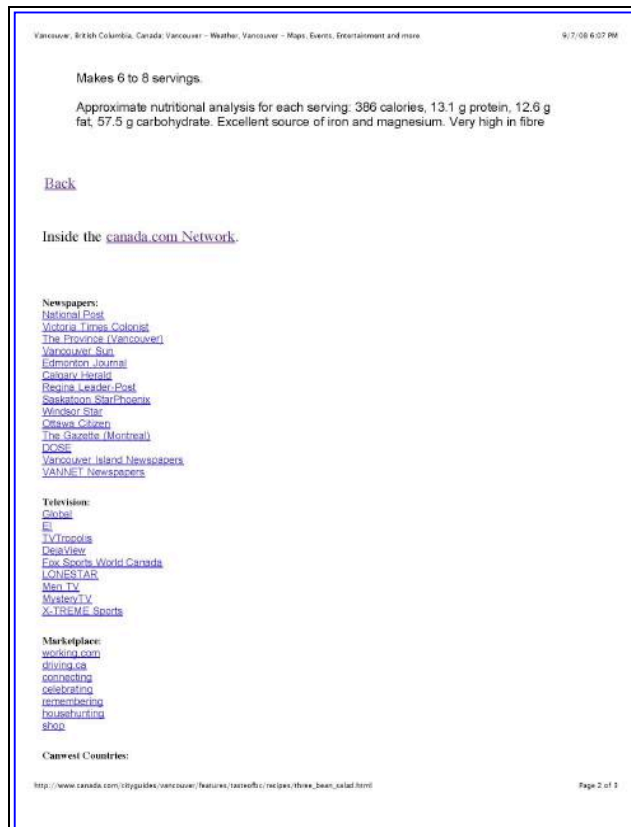 Vancouver, British Columbia, Canada: Vancouver - Weather, Vancouver - Maps, Events, Entertainment and more 9/7/08 6:07 PM
Makes 6 to 8 servings.
Approximate nutritional analysis for each serving: 386 calories, 13.1 g protein, 12.6 g
fat, 57.5 g carbohydrate. Excellent source of iron and magnesium. Very high in fibre
Back
Inside the canada.com Network.
Newspapers:
National Post
Victoria Times Colonist
The Province (Vancouver)
Vancouver Sun
Edmonton Journal
Calgary Herald
Regina Leader-Post
Saskatoon StarPhoenix
Windsor Star
Ottawa Citizen
The Gazette (Montreal)
DOSE
Vancouver Island Newspapers
VANNET Newspapers
Television:
Global
E!
TVTropolis
DejaView
Fox Sports World Canada
LONESTAR
Men TV
MysteryTV
X-TREME Sports
Marketplace:
working.com
driving.ca
connecting
celebrating
remembering
househunting
shop
Canwest Countries:
http://www.canada.com/cityguides/vancouver/features/tasteofbc/recipes/three_bean_salad.html Page 2 of 3